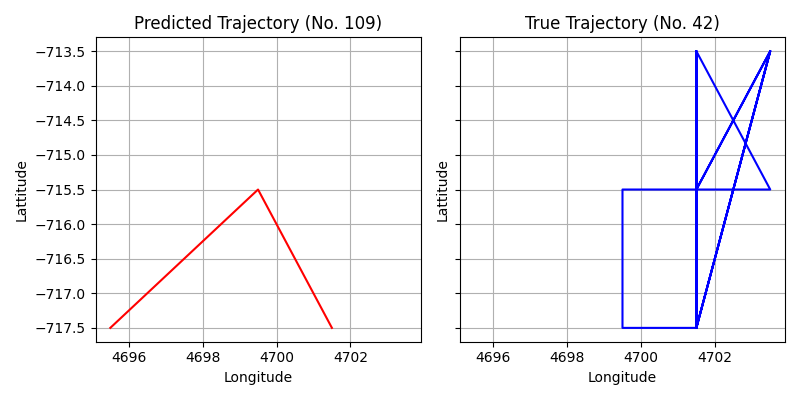 Predicted Trajectory (No. 109)
True Trajectory (No. 42)
−713.5
−714.0
−714.5
−715.0
−715.5
−716.0
−716.5
−717.0
−717.5
Lattitude
Lattitude
4696 4698 4700 4702
4696 4698 4700 4702
Longitude
Longitude